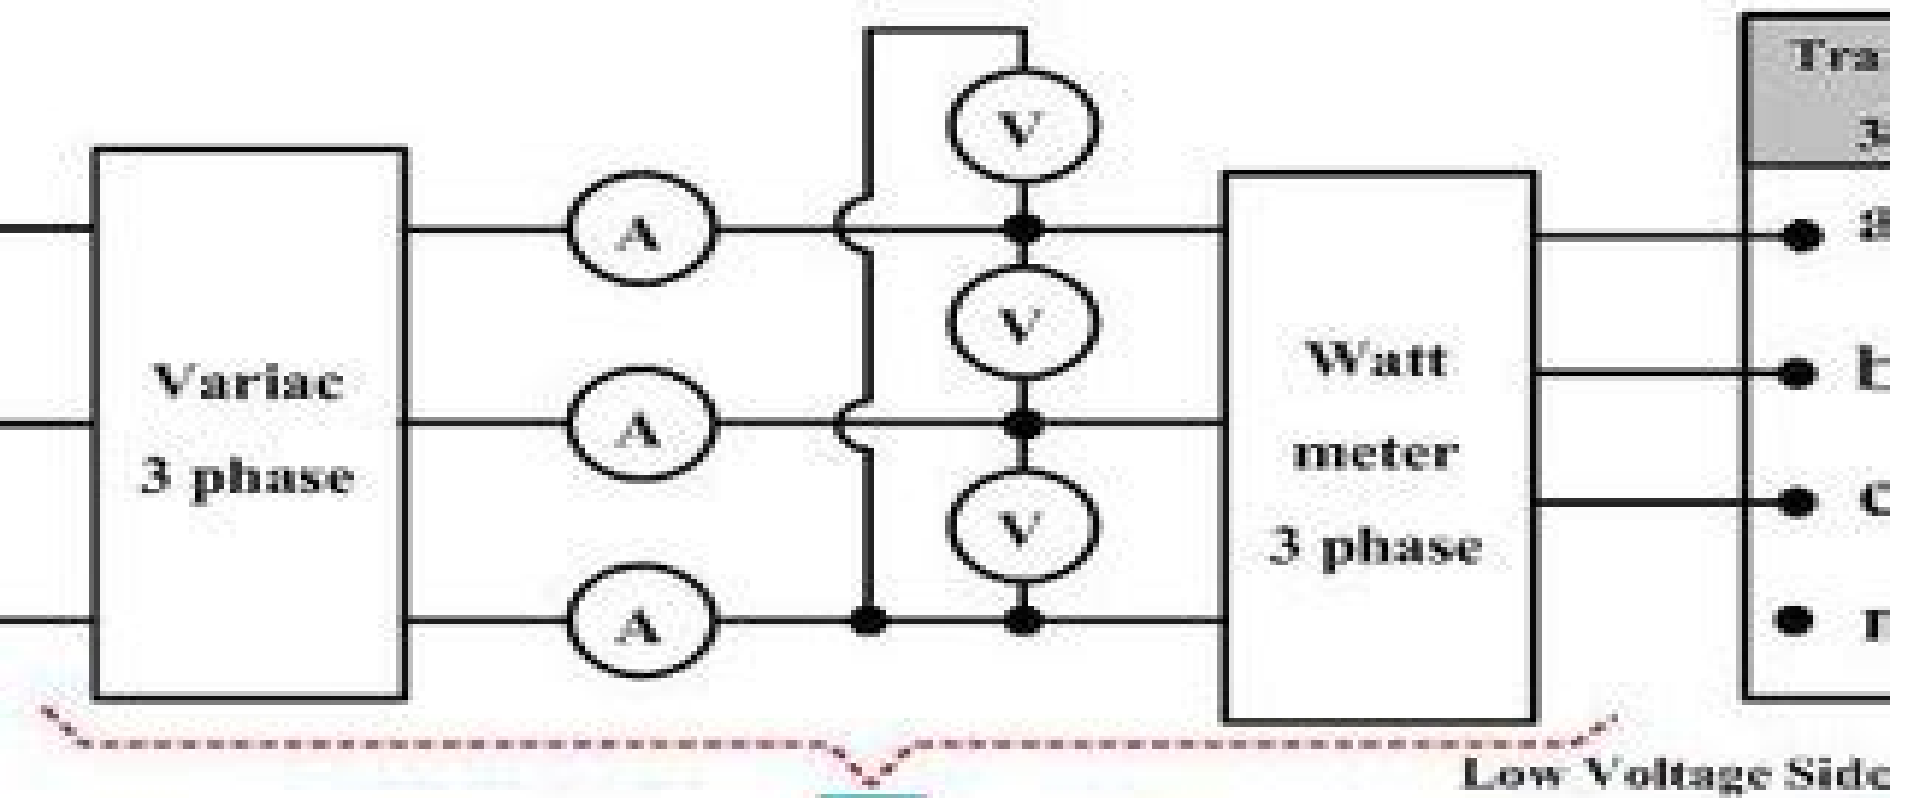 Variac
3 phase
A
A
A
V
V
V
Watt
meter
3 phase
Low Voltage Side